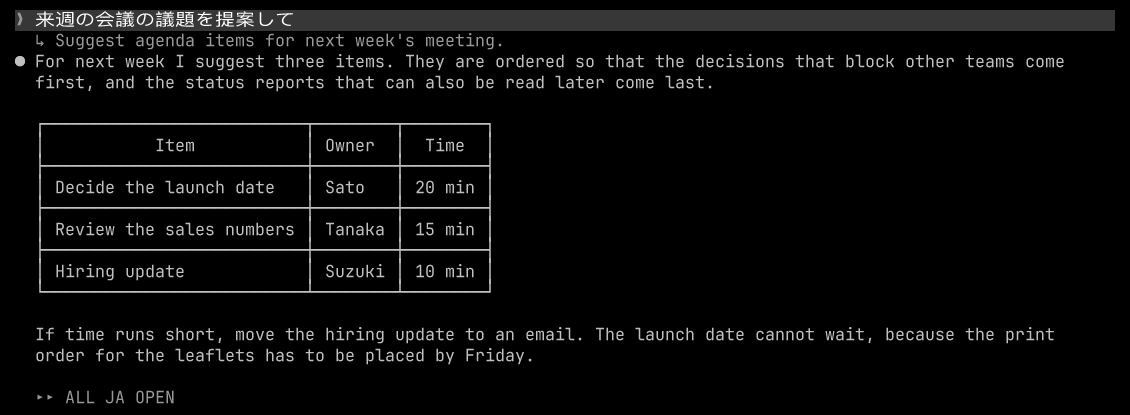 ❯ 来週の会議の議題を提案して
↳ Suggest agenda items for next week's meeting.
● For next week I suggest three items. They are ordered so that the decisions that block other teams come
first, and the status reports that can also be read later come last.
Item Owner Time
Decide the launch date Sato 20 min
Review the sales numbers Tanaka 15 min
Hiring update Suzuki 10 min
If time runs short, move the hiring update to an email. The launch date cannot wait, because the print
order for the leaflets has to be placed by Friday.
▸▸ ALL JA OPEN